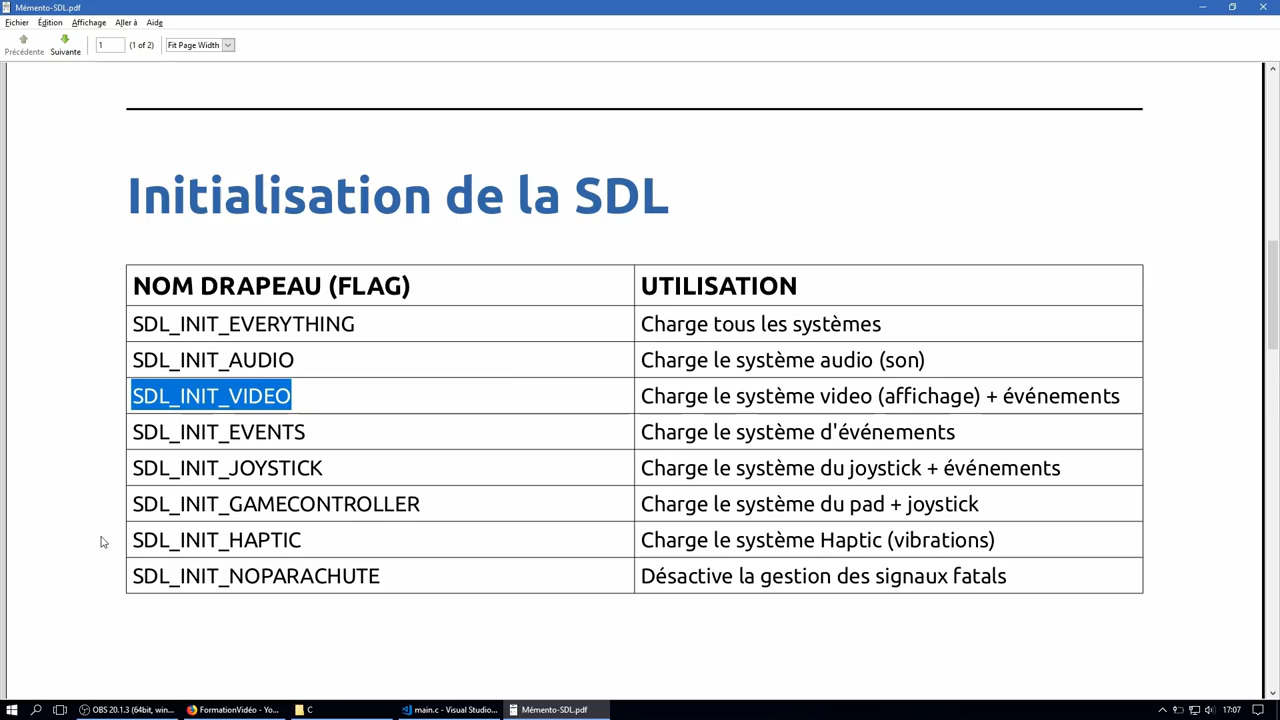 Mémento-SDL.pdf
Fichier Édition Affichage Aller à Aide
Précédente Suivante 1 (1 of 2) Fit Page Width
Initialisation de la SDL
NOM DRAPEAU (FLAG) UTILISATION
SDL_INIT_EVERYTHING Charge tous les systèmes
SDL_INIT_AUDIO Charge le système audio (son)
SDL_INIT_VIDEO Charge le système video (affichage) + événements
SDL_INIT_EVENTS Charge le système d'événements
SDL_INIT_JOYSTICK Charge le système du joystick + événements
SDL_INIT_GAMECONTROLLER Charge le système du pad + joystick
SDL_INIT_HAPTIC Charge le système Haptic (vibrations)
SDL_INIT_NOPARACHUTE Désactive la gestion des signaux fatals
OBS 20.1.3 (64bit, win... FormationVidéo - Yo... C main.c - Visual Studio... Mémento-SDL.pdf 17:07